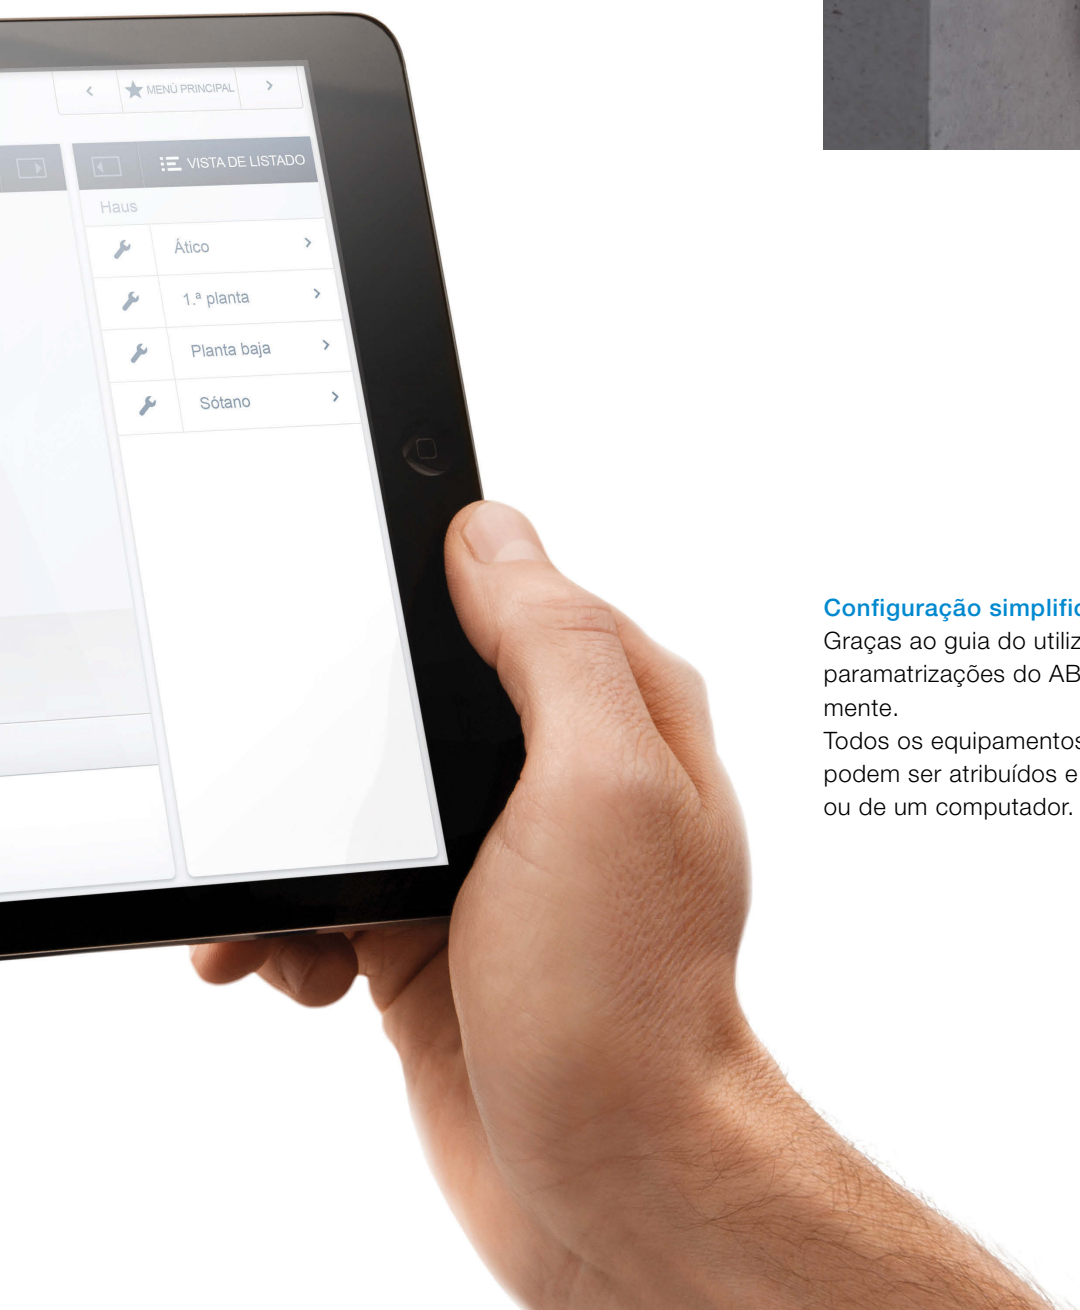 MENÚ PRINCIPAL
VISTA DE LISTADO
Haus
Ático
1.ª planta
Planta baja
Sótano
Configuração simplific
Graças ao guia do utiliz
paramatrizações do AB
mente.
Todos os equipamentos
podem ser atribuídos e
ou de um computador.